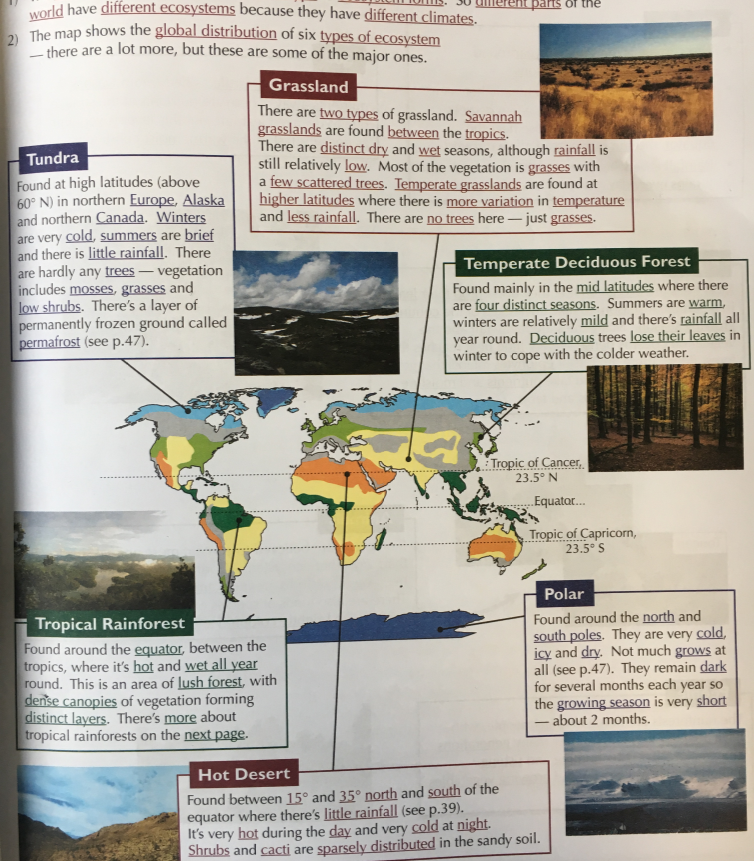 1)
forms. So different parts of the
world have different ecosystems because they have different climates.
2) The map shows the global distribution of six types of ecosystem
— there are a lot more, but these are some of the major ones.
Grassland
There are two types of grassland. Savannah
grasslands are found between the tropics.
There are distinct dry and wet seasons, although rainfall is
still relatively low. Most of the vegetation is grasses with
a few scattered trees. Temperate grasslands are found at
higher latitudes where there is more variation in temperature
and less rainfall. There are no trees here — just grasses.
Tundra
Found at high latitudes (above
60° N) in northern Europe, Alaska
and northern Canada. Winters
are very cold, summers are brief
and there is little rainfall. There
are hardly any trees — vegetation
includes mosses, grasses and
low shrubs. There's a layer of
permanently frozen ground called
permafrost (see p.47).
Temperate Deciduous Forest
Found mainly in the mid latitudes where there
are four distinct seasons. Summers are warm,
winters are relatively mild and there's rainfall all
year round. Deciduous trees lose their leaves in
winter to cope with the colder weather.
Tropic of Cancer,
23.5° N
Equator
Tropic of Capricorn,
23.5° S
Tropical Rainforest
Found around the equator, between the
tropics, where it's hot and wet all year
round. This is an area of lush forest, with
dense canopies of vegetation forming
distinct layers. There's more about
tropical rainforests on the next page.
Polar
Found around the north and
south poles. They are very cold,
icy and dry. Not much grows at
all (see p.47). They remain dark
for several months each year so
the growing season is very short
— about 2 months.
Hot Desert
Found between 15° and 35° north and south of the
equator where there's little rainfall (see p.39).
It's very hot during the day and very cold at night.
Shrubs and cacti are sparsely distributed in the sandy soil.